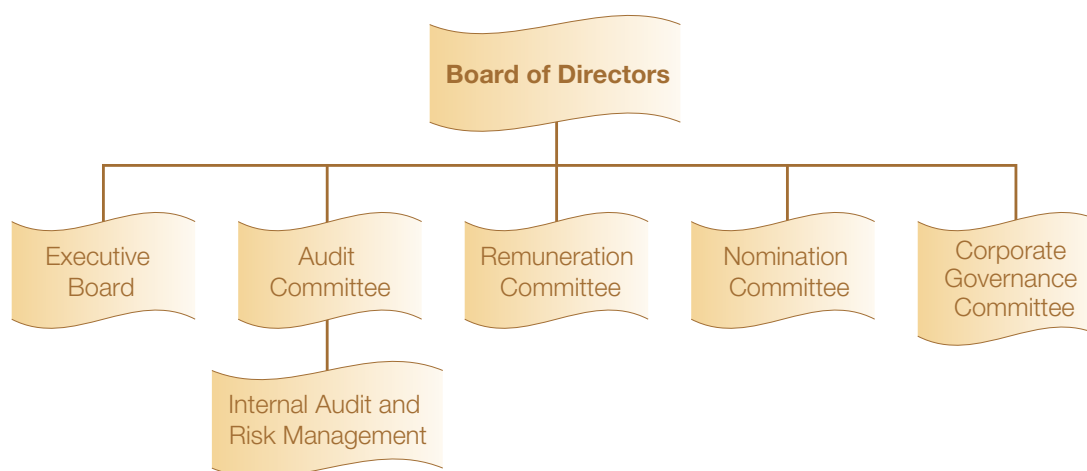 Board of Directors
Executive
Board
Audit
Committee
Remuneration
Committee
Nomination
Committee
Corporate
Governance
Committee
Internal Audit and
Risk Management